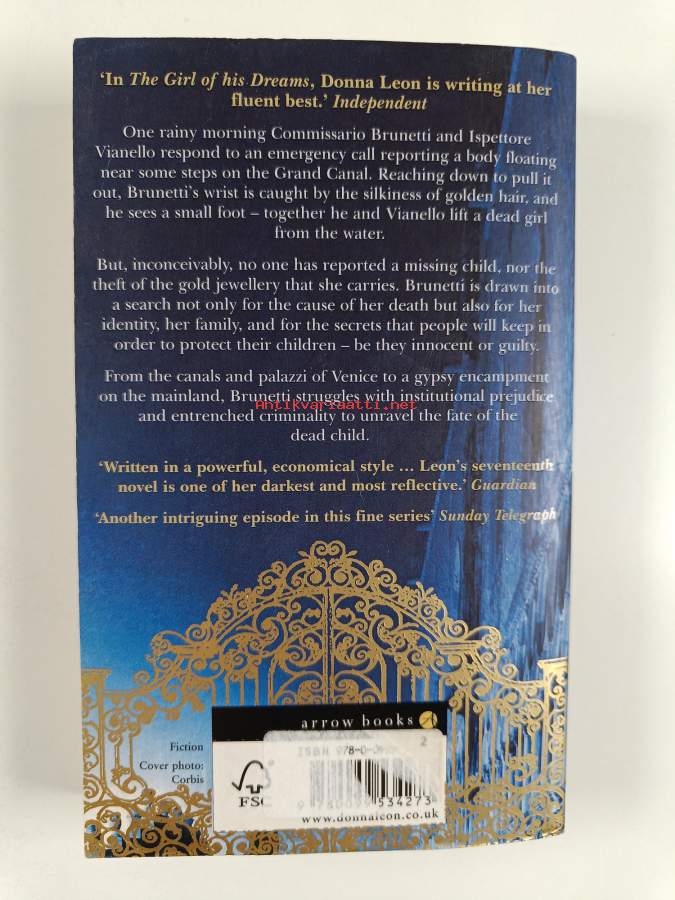 ‘In The Girl of his Dreams, Donna Leon is writing at her
fluent best.’ Independent
One rainy morning Commissario Brunetti and Ispettore
Vianello respond to an emergency call reporting a body floating
near some steps on the Grand Canal. Reaching down to pull it
out, Brunetti’s wrist is caught by the silkiness of golden hair, and
he sees a small foot – together he and Vianello lift a dead girl
from the water.
But, inconceivably, no one has reported a missing child, nor the
theft of the gold jewellery that she carries. Brunetti is drawn into
a search not only for the cause of her death but also for her
identity, her family, and for the secrets that people will keep in
order to protect their children – be they innocent or guilty.
From the canals and palazzi of Venice to a gypsy encampment
on the mainland, Brunetti struggles with institutional prejudice
Antikvariaatti.net
and entrenched criminality to unravel the fate of the
dead child.
‘Written in a powerful, economical style … Leon’s seventeenth
novel is one of her darkest and most reflective.’ Guardian
‘Another intriguing episode in this fine series’ Sunday Telegraph
arrow books
Fiction
Cover photo:
Corbis
ISBN 978-0-
2
FSC
9 780099 534273
www.donnaleon.co.uk